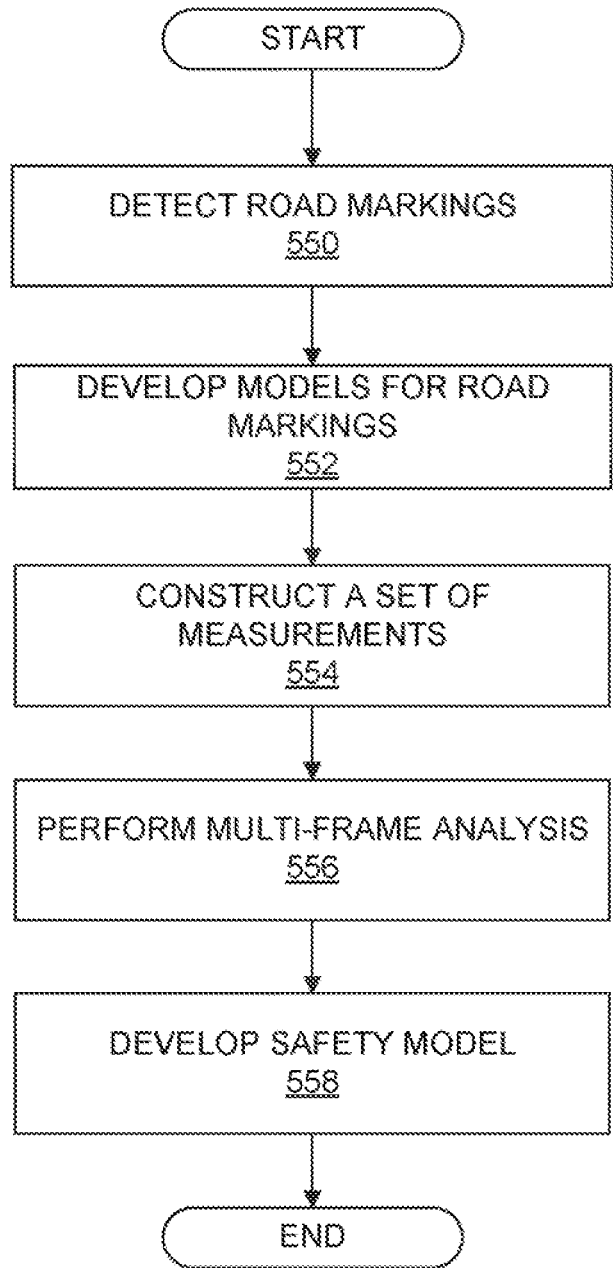 START
DETECT ROAD MARKINGS
550
DEVELOP MODELS FOR ROAD
MARKINGS
552
CONSTRUCT A SET OF
MEASUREMENTS
554
PERFORM MULTI-FRAME ANALYSIS
556
DEVELOP SAFETY MODEL
558
END